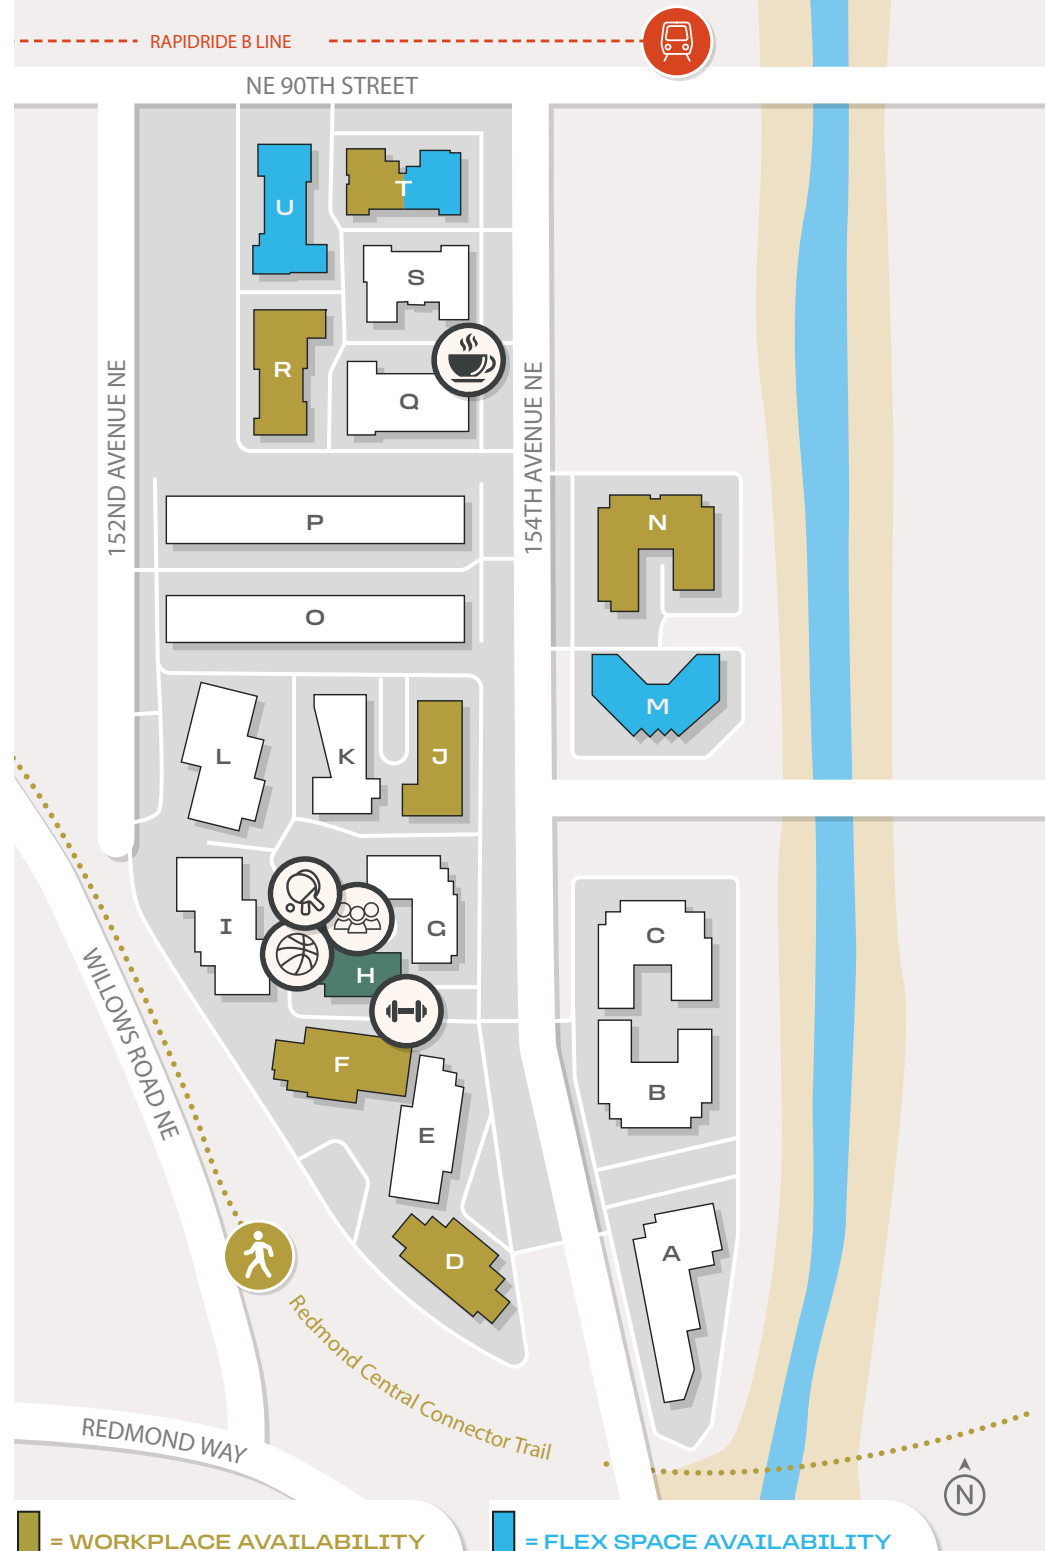 RAPIDRIDE B LINE
NE 90TH STREET
U
T
S
R
Q
152ND AVENUE NE
154TH AVENUE NE
P
N
O
M
L
K
J
I
G
C
H
WILLOWS ROAD NE
F
B
E
A
D
Redmond Central Connector Trail
REDMOND WAY
N
= WORKPLACE AVAILABILITY
= FLEX SPACE AVAILABILITY